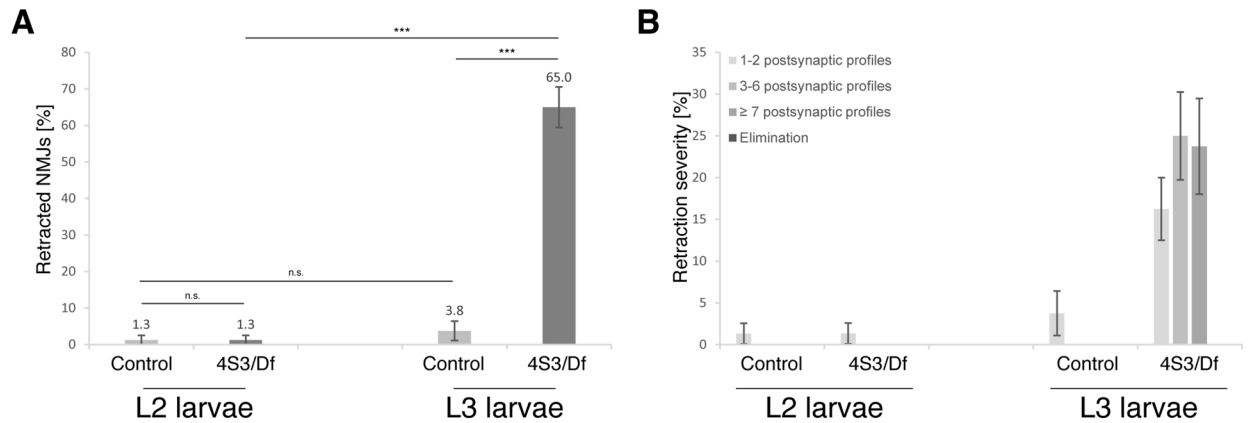 A
Retracted NMJs [%]
80
70
60
50
40
30
20
10
0
***
***
65.0
n.s.
n.s.
1.3
1.3
3.8
Control
4S3/Df
Control
4S3/Df
L2 larvae
L3 larvae
B
Retraction severity [%]
35
30
25
20
15
10
5
0
1-2 postsynaptic profiles
3-6 postsynaptic profiles
≥ 7 postsynaptic profiles
Elimination
Control
4S3/Df
Control
4S3/Df
L2 larvae
L3 larvae